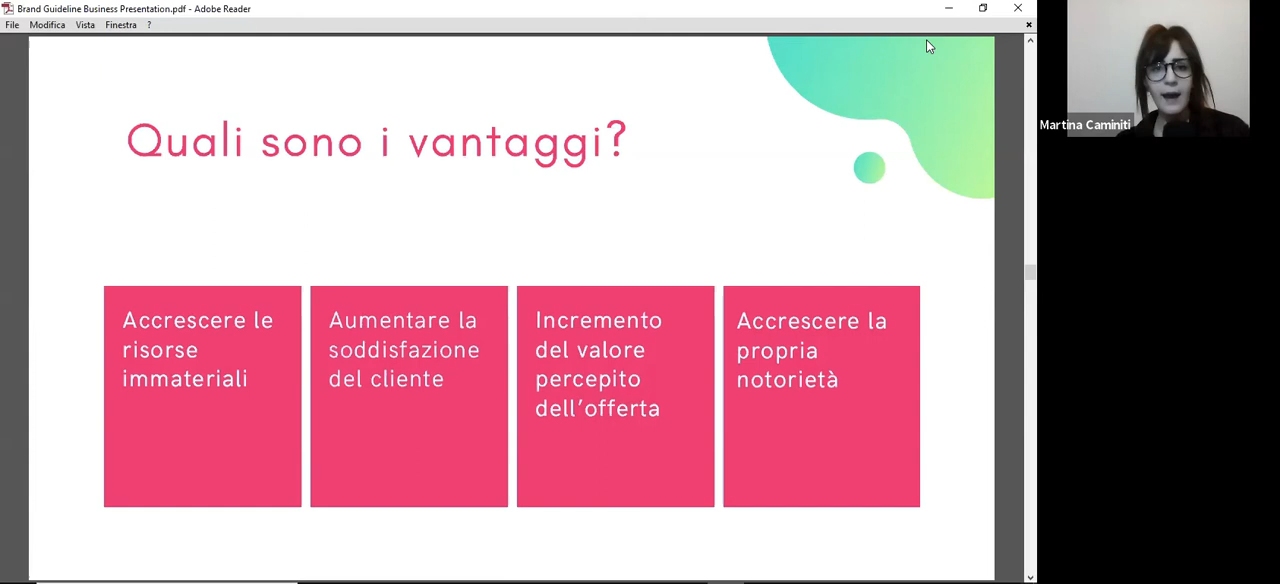 Brand Guideline Business Presentation.pdf - Adobe Reader
File Modifica Vista Finestra ?
Quali sono i vantaggi?
Accrescere le
risorse
immateriali
Aumentare la
soddisfazione
del cliente
Incremento
del valore
percepito
dell’offerta
Accrescere la
propria
notorietà
Martina Caminiti